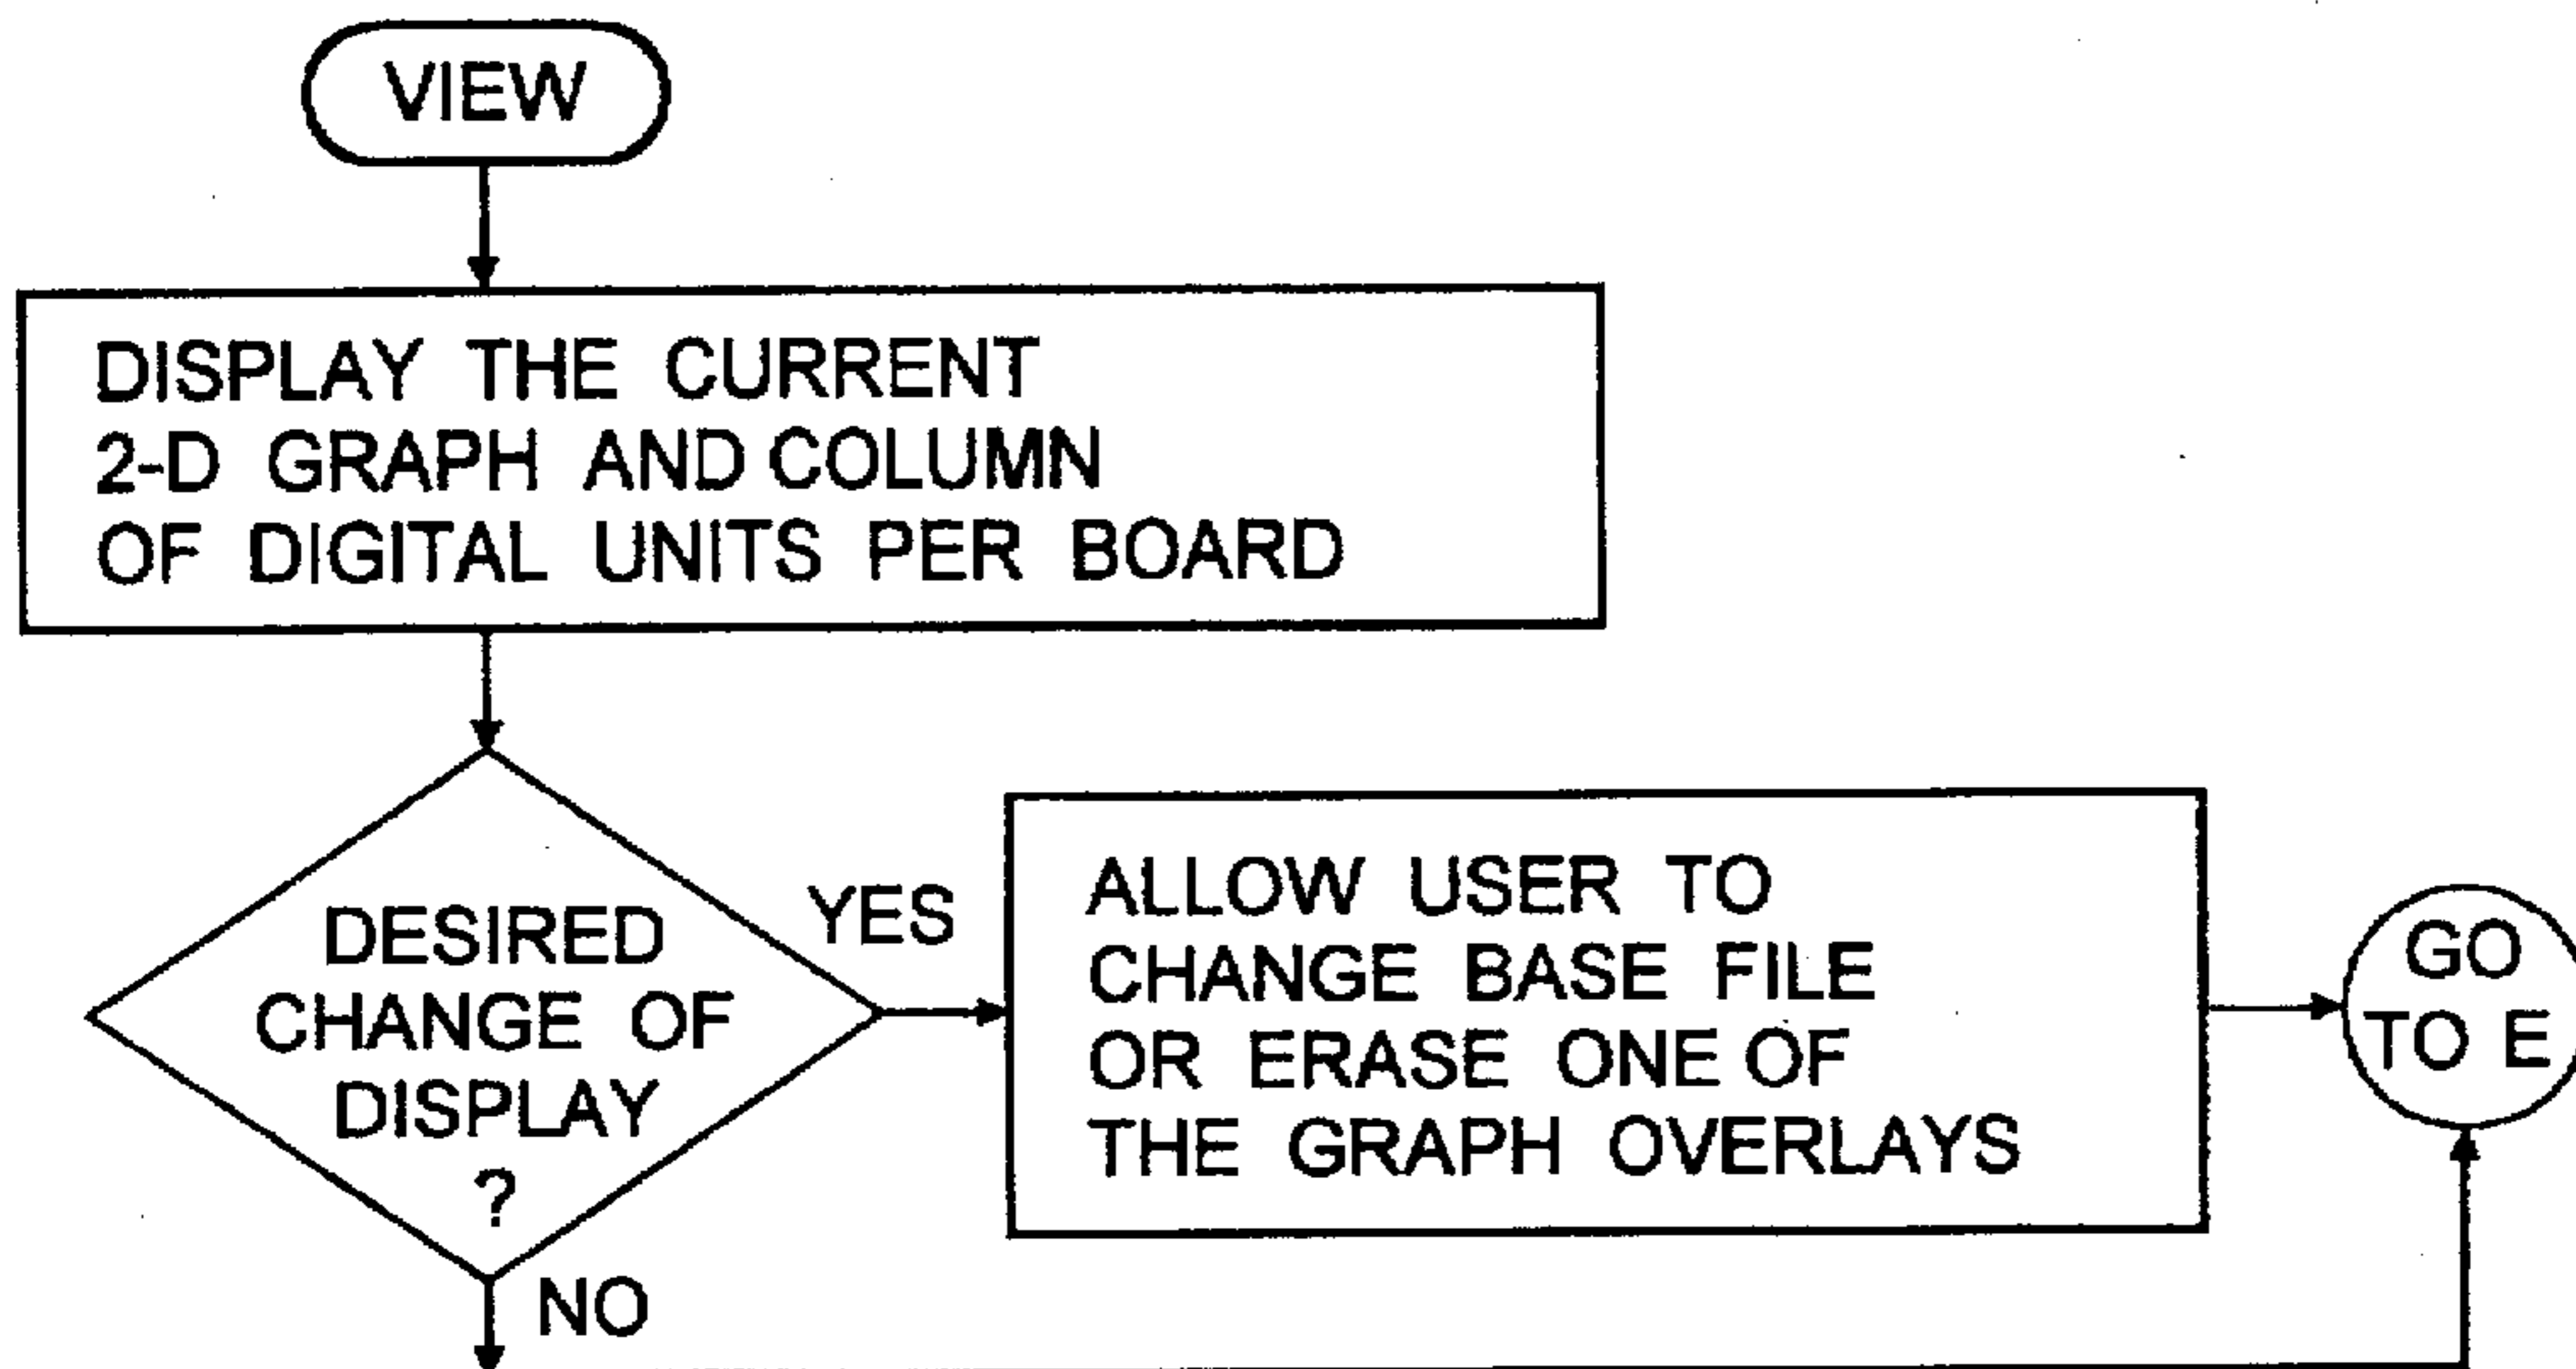 VIEW
DISPLAY THE CURRENT
2-D GRAPH AND COLUMN
OF DIGITAL UNITS PER BOARD
DESIRED
CHANGE OF
DISPLAY
?
YES
ALLOW USER TO
CHANGE BASE FILE
OR ERASE ONE OF
THE GRAPH OVERLAYS
GO
TO E
NO